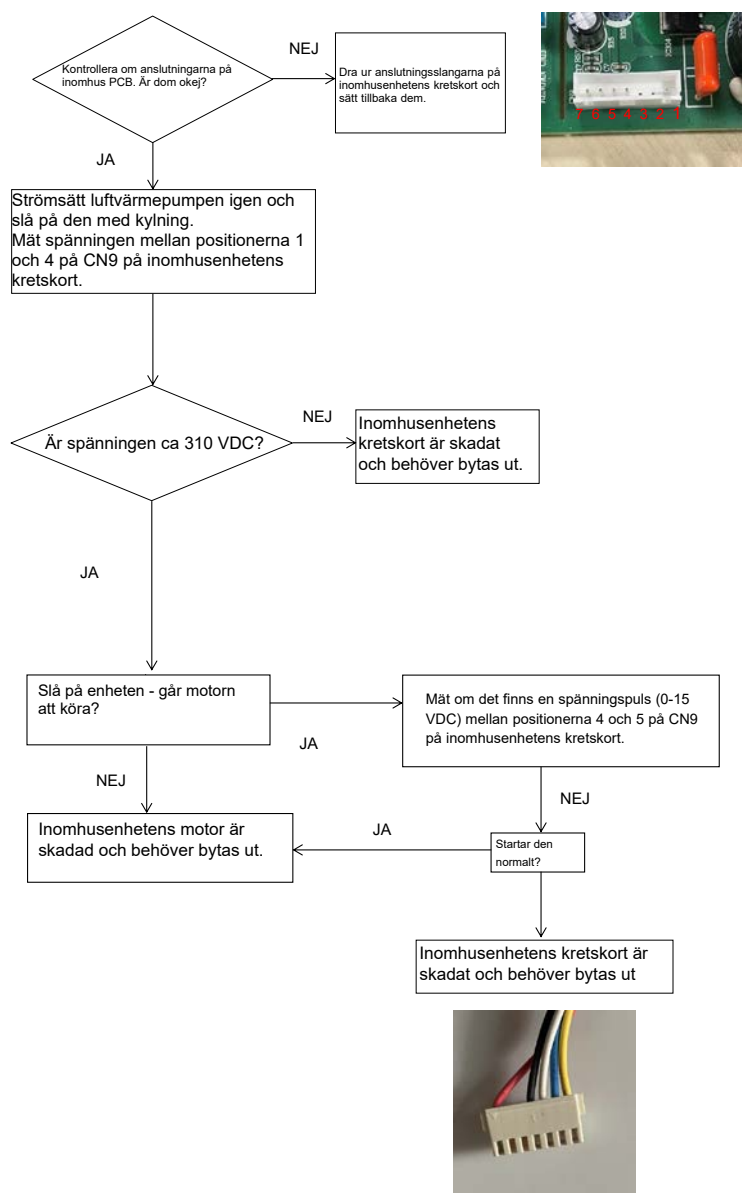 Kontrollera om anslutningarna på
inomhus PCB. Är dom okej?
NEJ
Dra ur anslutningsslangarna på
inomhusenhetens kretskort och
sätt tillbaka dem.
7 6 5 4 3 2 1
JA
Strömsätt luftvärmepumpen igen och
slå på den med kylning.
Mät spänningen mellan positionerna 1
och 4 på CN9 på inomhusenhetens
kretskort.
Är spänningen ca 310 VDC?
NEJ
Inomhusenhetens
kretskort är skadat
och behöver bytas ut.
JA
Slå på enheten - går motorn
att köra?
JA
Mät om det finns en spänningspuls (0-15
VDC) mellan positionerna 4 och 5 på CN9
på inomhusenhetens kretskort.
NEJ
NEJ
Inomhusenhetens motor är
skadad och behöver bytas ut.
JA
Startar den
normalt?
Inomhusenhetens kretskort är
skadat och behöver bytas ut